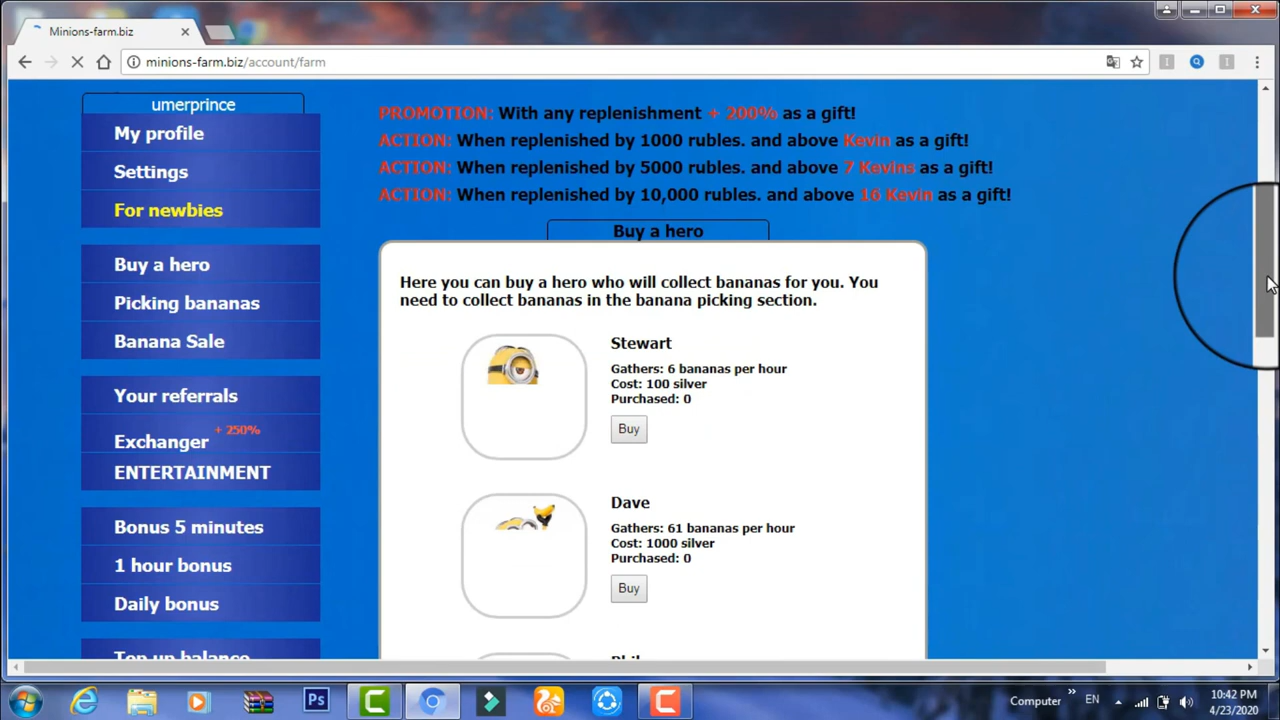 Minions-farm.biz
minions-farm.biz/account/farm
umerprince
My profile
Settings
For newbies
Buy a hero
Picking bananas
Banana Sale
Your referrals
+ 250%
Exchanger
ENTERTAINMENT
Bonus 5 minutes
1 hour bonus
Daily bonus
Top up balance
PROMOTION: With any replenishment + 200% as a gift!
ACTION: When replenished by 1000 rubles. and above Kevin as a gift!
ACTION: When replenished by 5000 rubles. and above 7 Kevins as a gift!
ACTION: When replenished by 10,000 rubles. and above 16 Kevin as a gift!
Buy a hero
Here you can buy a hero who will collect bananas for you. You
need to collect bananas in the banana picking section.
Stewart
Gathers: 6 bananas per hour
Cost: 100 silver
Purchased: 0
Buy
Dave
Gathers: 61 bananas per hour
Cost: 1000 silver
Purchased: 0
Buy
Phil
Ps
Computer
EN
10:42 PM
4/23/2020